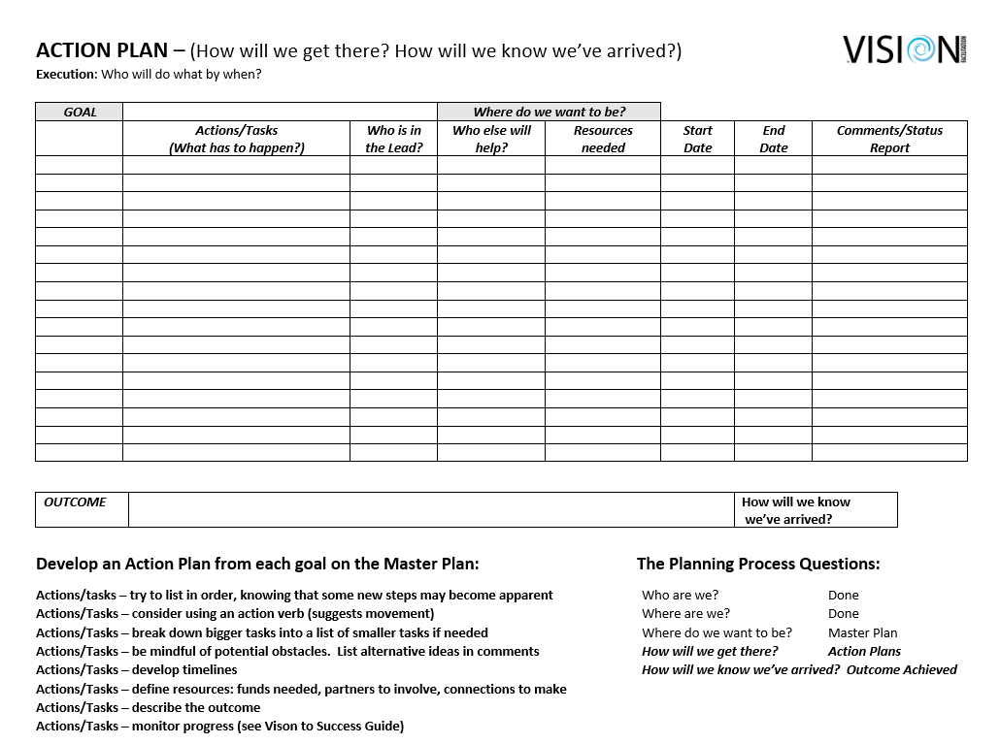 ACTION PLAN – (How will we get there? How will we know we've arrived?)
VISION FACILITATION
Execution: Who will do what by when?
GOAL Where do we want to be?
Actions/Tasks Who is in Who else will Resources Start End Comments/Status
(What has to happen?) the Lead? help? needed Date Date Report
OUTCOME How will we know
we've arrived?
Develop an Action Plan from each goal on the Master Plan:
Actions/tasks – try to list in order, knowing that some new steps may become apparent
Actions/Tasks – consider using an action verb (suggests movement)
Actions/Tasks – break down bigger tasks into a list of smaller tasks if needed
Actions/Tasks – be mindful of potential obstacles.  List alternative ideas in comments
Actions/Tasks – develop timelines
Actions/Tasks – define resources: funds needed, partners to involve, connections to make
Actions/Tasks – describe the outcome
Actions/Tasks – monitor progress (see Vison to Success Guide)
The Planning Process Questions:
Who are we? Done
Where are we? Done
Where do we want to be? Master Plan
How will we get there? Action Plans
How will we know we've arrived? Outcome Achieved